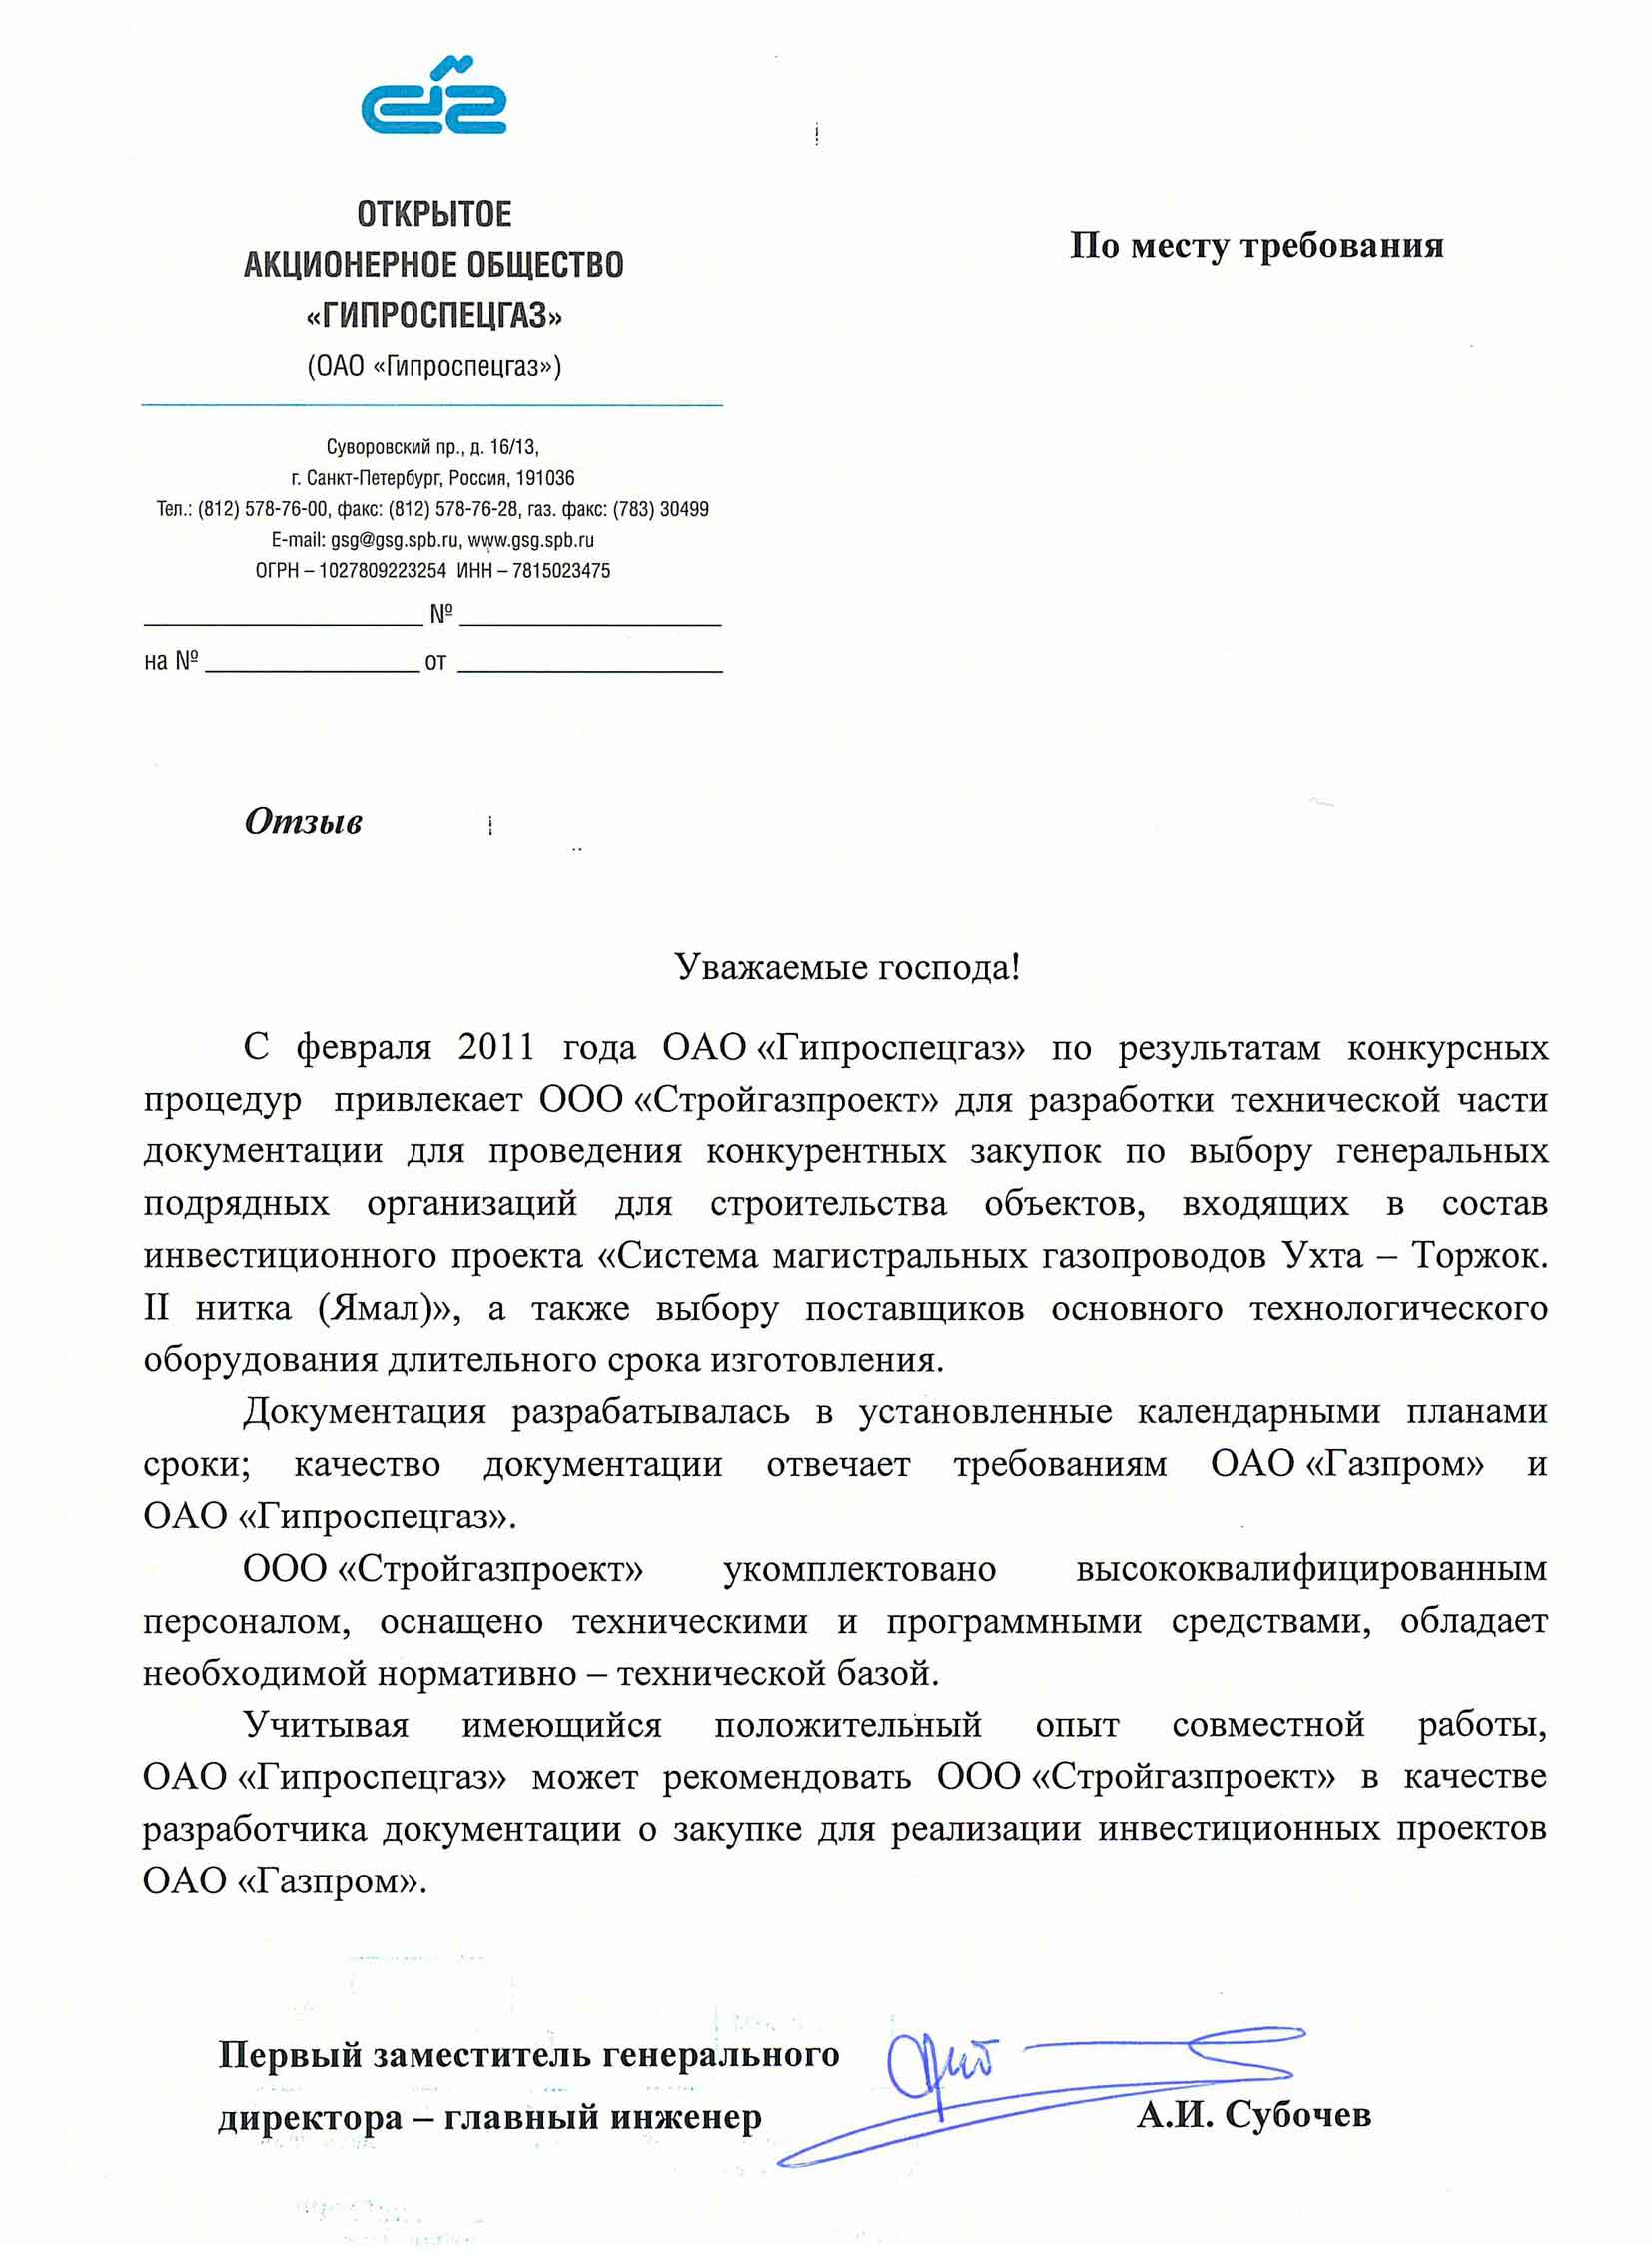 ОТКРЫТОЕ
АКЦИОНЕРНОЕ ОБЩЕСТВО
«ГИПРОСПЕЦГАЗ»
(ОАО «Гипроспецгаз»)
Суворовский пр., д. 16/13,
г. Санкт-Петербург, Россия, 191036
Тел.: (812) 578-76-00, факс: (812) 578-76-28, газ. факс: (783) 30499
E-mail: gsg@gsg.spb.ru, www.gsg.spb.ru
ОГРН – 1027809223254 ИНН – 7815023475
№
на № от
По месту требования
Отзыв
Уважаемые господа!
С февраля 2011 года ОАО «Гипроспецгаз» по результатам конкурсных
процедур привлекает ООО «Стройгазпроект» для разработки технической части
документации для проведения конкурентных закупок по выбору генеральных
подрядных организаций для строительства объектов, входящих в состав
инвестиционного проекта «Система магистральных газопроводов Ухта – Торжок.
II нитка (Ямал)», а также выбору поставщиков основного технологического
оборудования длительного срока изготовления.
Документация разрабатывалась в установленные календарными планами
сроки; качество документации отвечает требованиям ОАО «Газпром» и
ОАО «Гипроспецгаз».
ООО «Стройгазпроект» укомплектовано высококвалифицированным
персоналом, оснащено техническими и программными средствами, обладает
необходимой нормативно – технической базой.
Учитывая имеющийся положительный опыт совместной работы,
ОАО «Гипроспецгаз» может рекомендовать ООО «Стройгазпроект» в качестве
разработчика документации о закупке для реализации инвестиционных проектов
ОАО «Газпром».
Первый заместитель генерального
директора – главный инженер А.И. Субочев